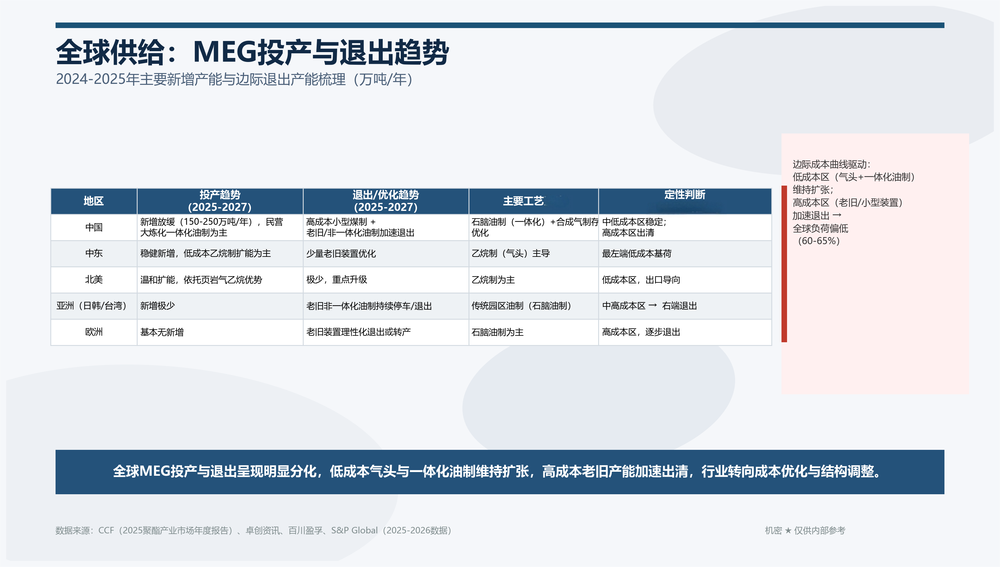 全球供给：MEG投产与退出趋势
2024-2025年主要新增产能与边际退出产能梳理（万吨/年）
地区
投产趋势
（2025-2027）
退出/优化趋势
（2025-2027）
主要工艺
定性判断
中国
新增放缓（150-250万吨/年），民营
大炼化一体化油制为主
高成本小型煤制 +
老旧/非一体化油制加速退出
石脑油制（一体化）+合成气制存
优化
中低成本区稳定；
高成本区出清
中东
稳健新增，低成本乙烷制扩能为主
少量老旧装置优化
乙烷制（气头）主导
最左端低成本基荷
北美
温和扩能，依托页岩气乙烷优势
极少，重点升级
乙烷制为主
低成本区，出口导向
亚洲（日韩/台湾）
新增极少
老旧非一体化油制持续停车/退出
传统园区油制（石脑油制）
中高成本区 → 右端退出
欧洲
基本无新增
老旧装置理性化退出或转产
石脑油制为主
高成本区，逐步退出
边际成本曲线驱动：
低成本区（气头+一体化油制）
维持扩张；
高成本区（老旧/小型装置）
加速退出 →
全球负荷偏低
（60-65%）
全球MEG投产与退出呈现明显分化，低成本气头与一体化油制维持扩张，高成本老旧产能加速出清，行业转向成本优化与结构调整。
数据来源：CCF（2025聚酯产业市场年度报告）、卓创资讯、百川盈孚、S&P Global（2025-2026数据）
机密 ★ 仅供内部参考